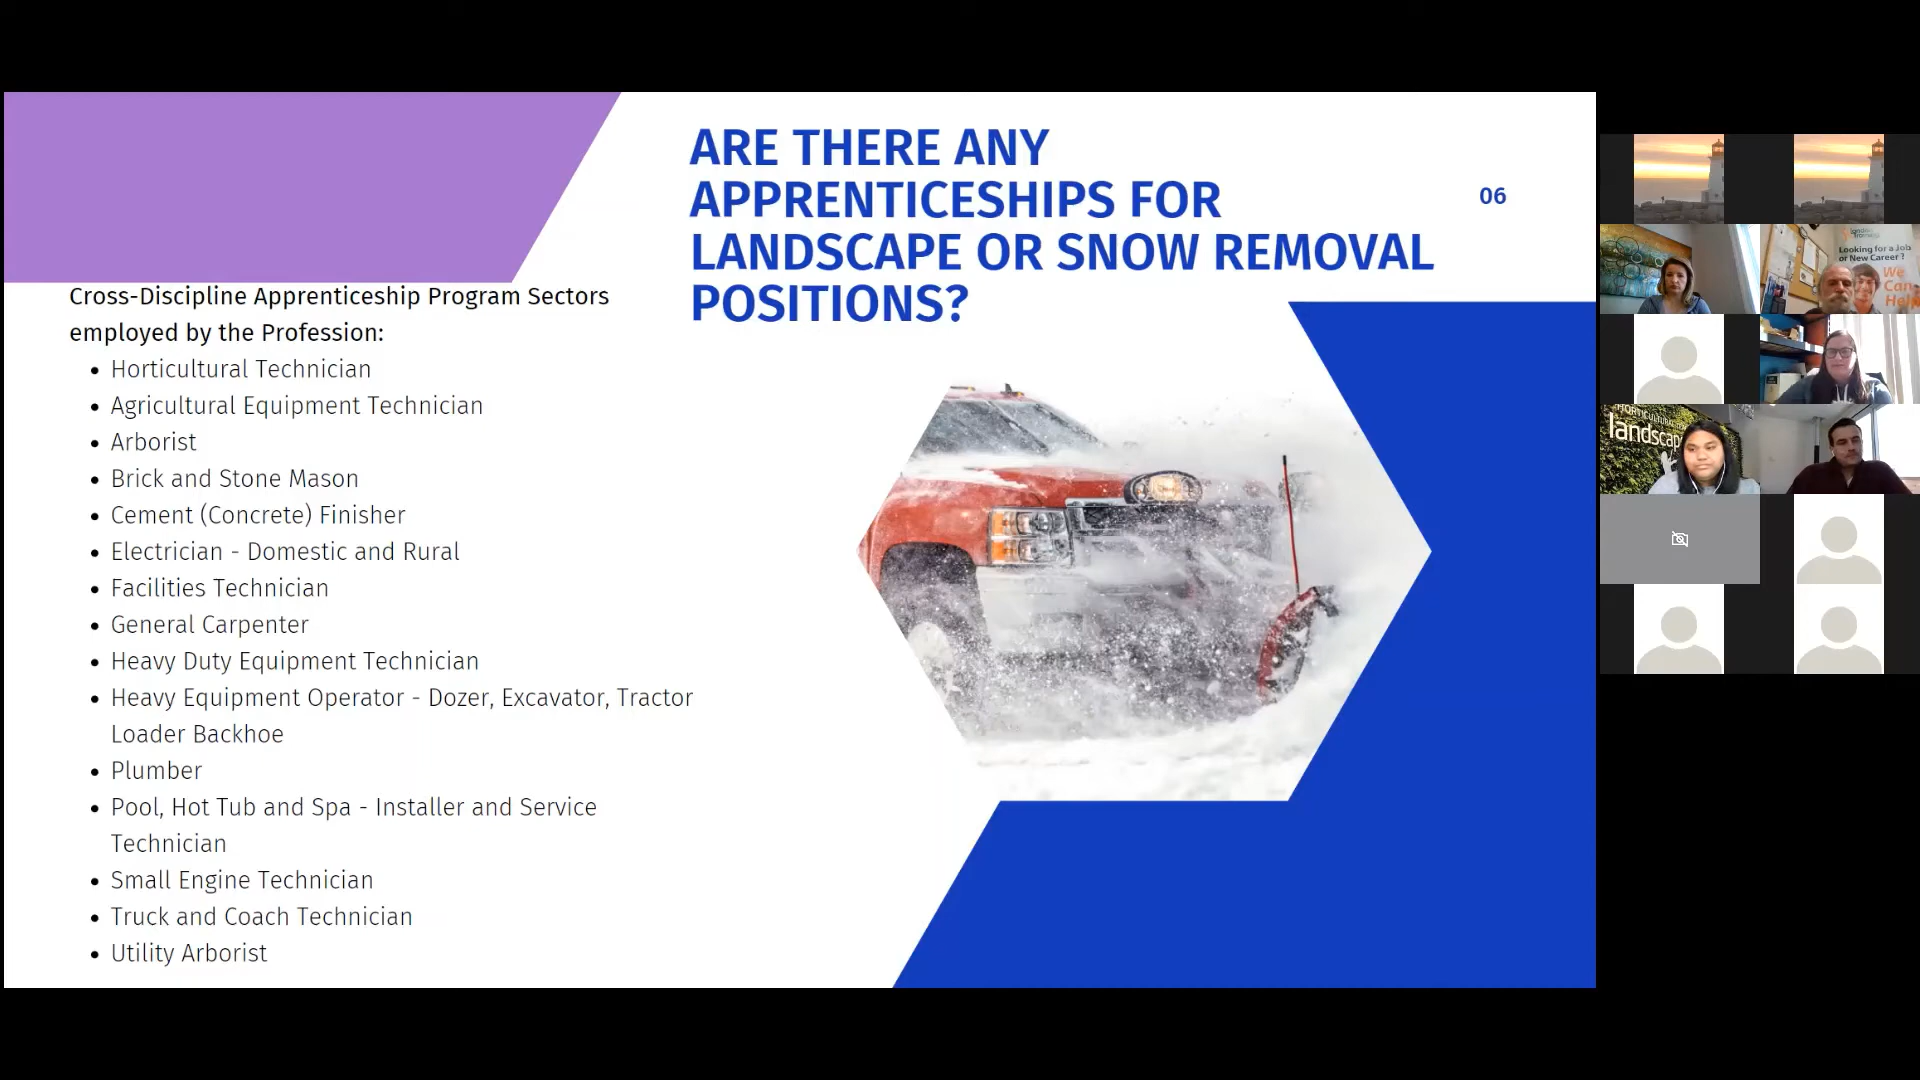 ARE THERE ANY
APPRENTICESHIPS FOR
LANDSCAPE OR SNOW REMOVAL
POSITIONS?
06
Cross-Discipline Apprenticeship Program Sectors
employed by the Profession:
• Horticultural Technician
• Agricultural Equipment Technician
• Arborist
• Brick and Stone Mason
• Cement (Concrete) Finisher
• Electrician - Domestic and Rural
• Facilities Technician
• General Carpenter
• Heavy Duty Equipment Technician
• Heavy Equipment Operator - Dozer, Excavator, Tractor
Loader Backhoe
• Plumber
• Pool, Hot Tub and Spa - Installer and Service
Technician
• Small Engine Technician
• Truck and Coach Technician
• Utility Arborist
Looking for a Job
or New Career ?
We
Can
Help
landscap